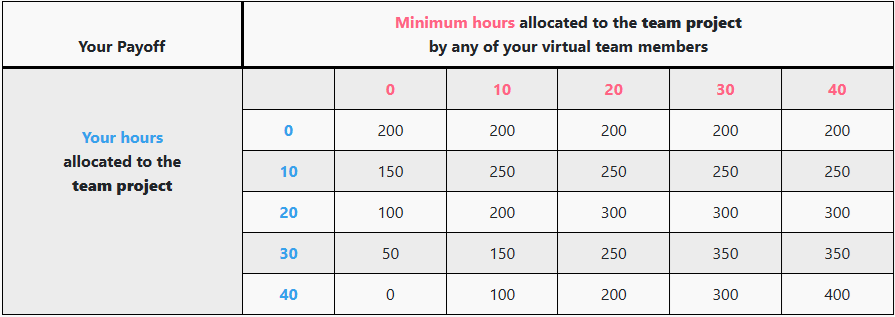 Minimum hours allocated to the team project
Your Payoff
by any of your virtual team members
0 10 20 30 40
Your hours
allocated to the
team project
0 200 200 200 200 200
10 150 250 250 250 250
20 100 200 300 300 300
30 50 150 250 350 350
40 0 100 200 300 400